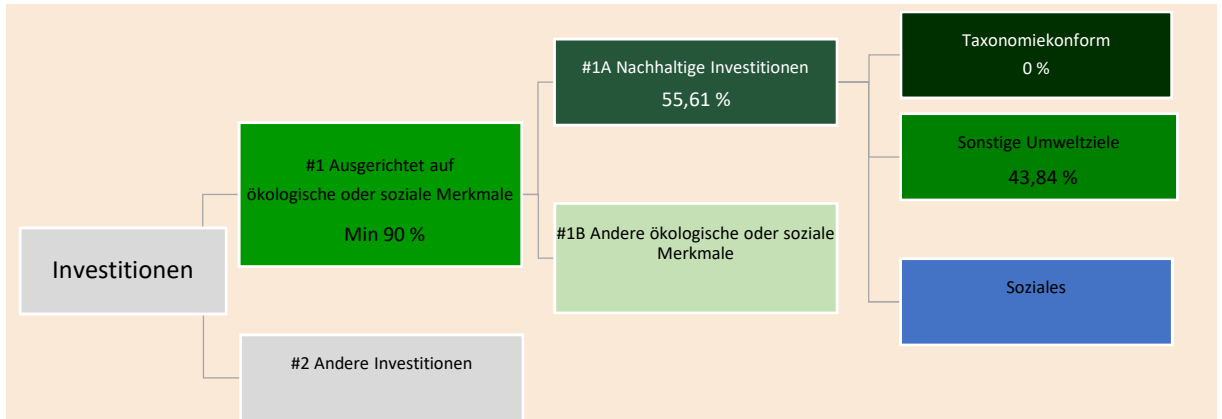 Investitionen
#1 Ausgerichtet auf
ökologische oder soziale Merkmale
Min 90 %
#2 Andere Investitionen
#1A Nachhaltige Investitionen
55,61 %
#1B Andere ökologische oder soziale
Merkmale
Taxonomiekonform
0 %
Sonstige Umweltziele
43,84 %
Soziales